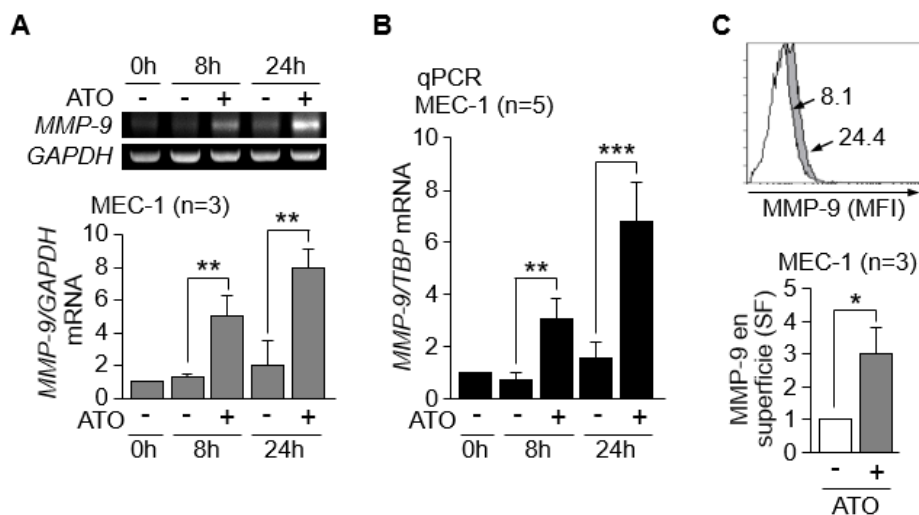 A
0h 8h 24h
ATO - - + - +
MMP-9
GAPDH
MEC-1 (n=3)
MMP-9/GAPDH
mRNA
10
8
6
4
2
0
**
**
ATO - - + - +
0h 8h 24h
B
qPCR
MEC-1 (n=5)
MMP-9/TBP mRNA
10
8
6
4
2
0
**
***
ATO - - + - +
0h 8h 24h
C
8.1
24.4
MMP-9 (MFI)
MEC-1 (n=3)
MMP-9 en
superficie (SF)
5
4
3
2
1
0
*
- +
ATO